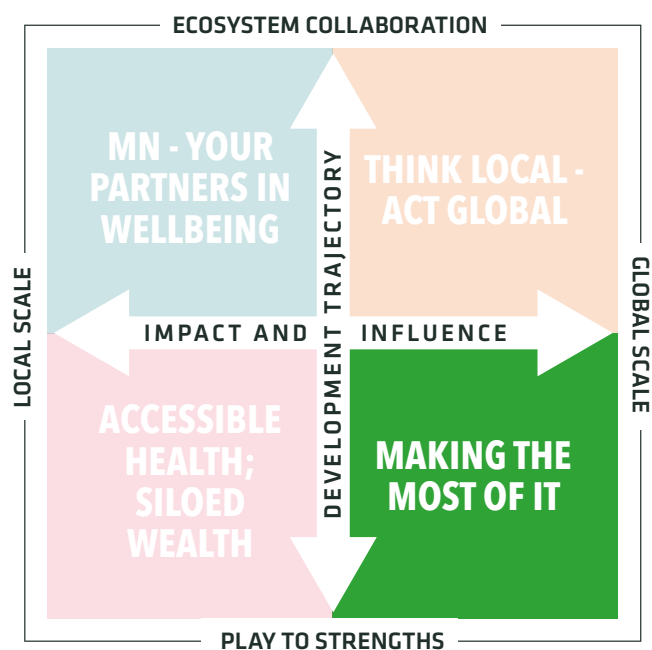 ECOSYSTEM COLLABORATION
MN - YOUR
PARTNERS IN
WELLBEING
THINK LOCAL -
ACT GLOBAL
DEVELOPMENT TRAJECTORY
LOCAL SCALE
IMPACT AND INFLUENCE
GLOBAL SCALE
ACCESSIBLE
HEALTH;
SILOED
WEALTH
MAKING THE
MOST OF IT
PLAY TO STRENGTHS